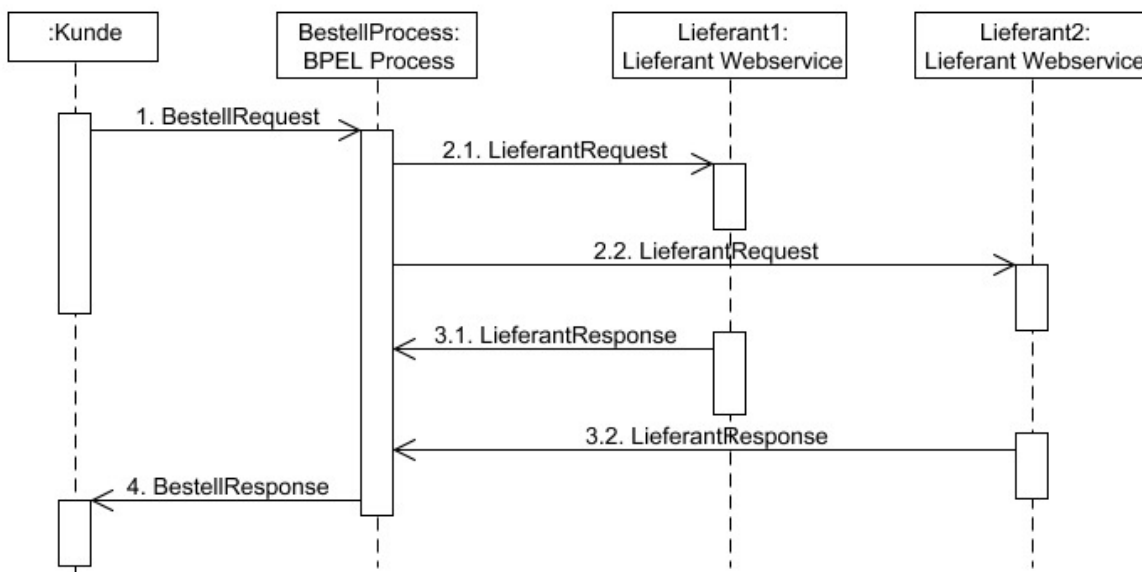 :Kunde
BestellProcess:
BPEL Process
Lieferant1:
Lieferant Webservice
Lieferant2:
Lieferant Webservice
1. BestellRequest
2.1. LieferantRequest
2.2. LieferantRequest
3.1. LieferantResponse
3.2. LieferantResponse
4. BestellResponse